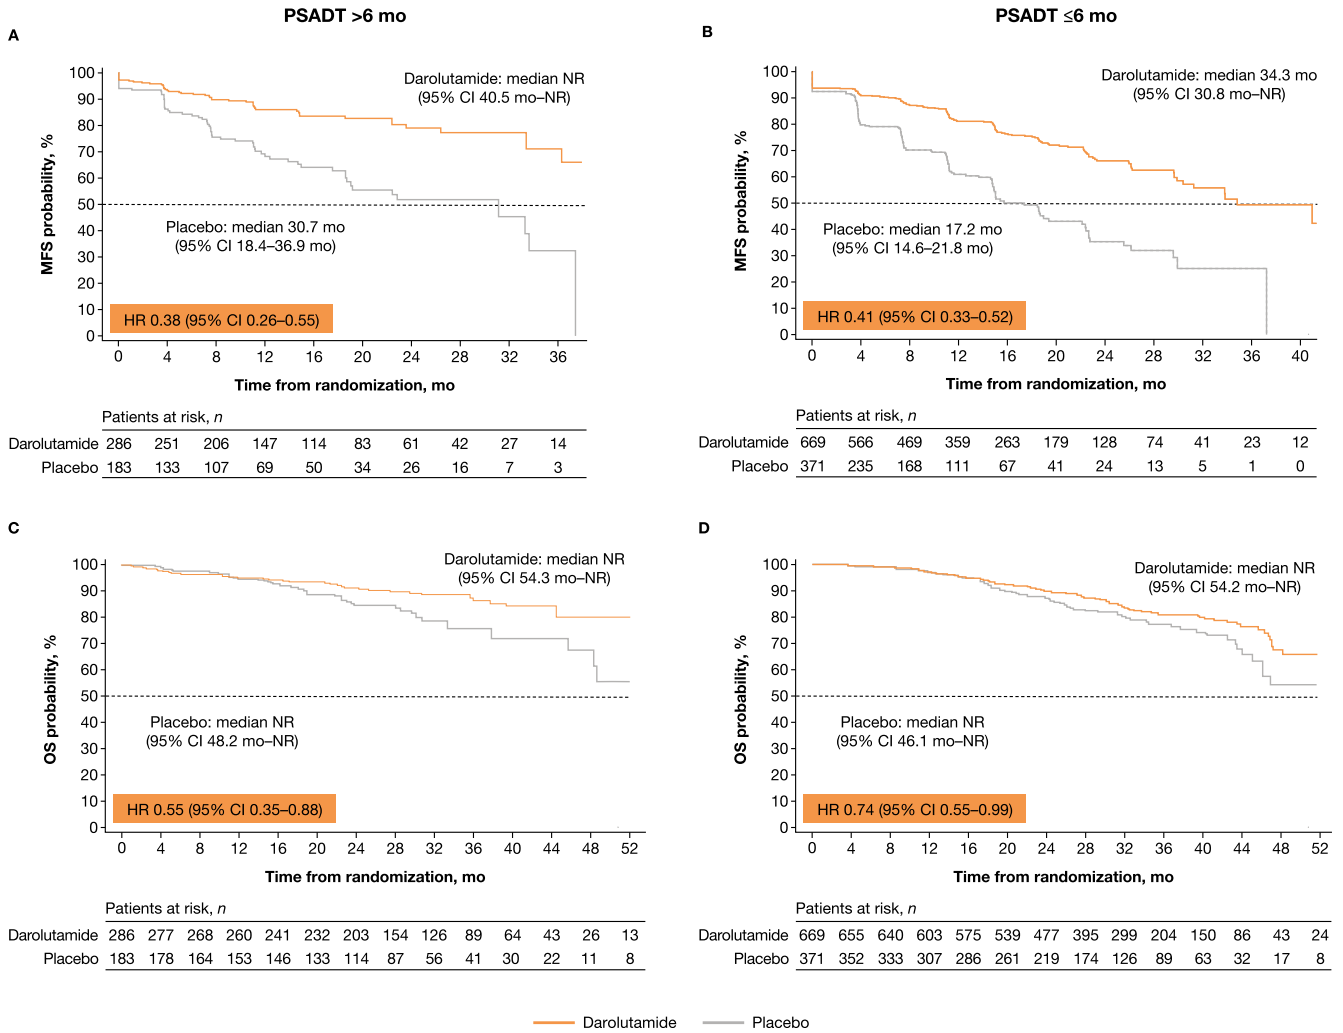 PSADT >6 mo
PSADT ≤6 mo
A
MFS probability, %
100
90
80
70
60
50
40
30
20
10
0
Darolutamide: median NR
(95% CI 40.5 mo–NR)
Placebo: median 30.7 mo
(95% CI 18.4–36.9 mo)
HR 0.38 (95% CI 0.26–0.55)
0 4 8 12 16 20 24 28 32 36
Time from randomization, mo
Patients at risk, n
Darolutamide 286 251 206 147 114 83 61 42 27 14
Placebo 183 133 107 69 50 34 26 16 7 3
B
MFS probability, %
100
90
80
70
60
50
40
30
20
10
0
Darolutamide: median 34.3 mo
(95% CI 30.8 mo–NR)
Placebo: median 17.2 mo
(95% CI 14.6–21.8 mo)
HR 0.41 (95% CI 0.33–0.52)
0 4 8 12 16 20 24 28 32 36 40
Time from randomization, mo
Patients at risk, n
Darolutamide 669 566 469 359 263 179 128 74 41 23 12
Placebo 371 235 168 111 67 41 24 13 5 1 0
C
OS probability, %
100
90
80
70
60
50
40
30
20
10
0
Darolutamide: median NR
(95% CI 54.3 mo–NR)
Placebo: median NR
(95% CI 48.2 mo–NR)
HR 0.55 (95% CI 0.35–0.88)
0 4 8 12 16 20 24 28 32 36 40 44 48 52
Time from randomization, mo
Patients at risk, n
Darolutamide 286 277 268 260 241 232 203 154 126 89 64 43 26 13
Placebo 183 178 164 153 146 133 114 87 56 41 30 22 11 8
D
OS probability, %
100
90
80
70
60
50
40
30
20
10
0
Darolutamide: median NR
(95% CI 54.2 mo–NR)
Placebo: median NR
(95% CI 46.1 mo–NR)
HR 0.74 (95% CI 0.55–0.99)
0 4 8 12 16 20 24 28 32 36 40 44 48 52
Time from randomization, mo
Patients at risk, n
Darolutamide 669 655 640 603 575 539 477 395 299 204 150 86 43 24
Placebo 371 352 333 307 286 261 219 174 126 89 63 32 17 8
Darolutamide
Placebo